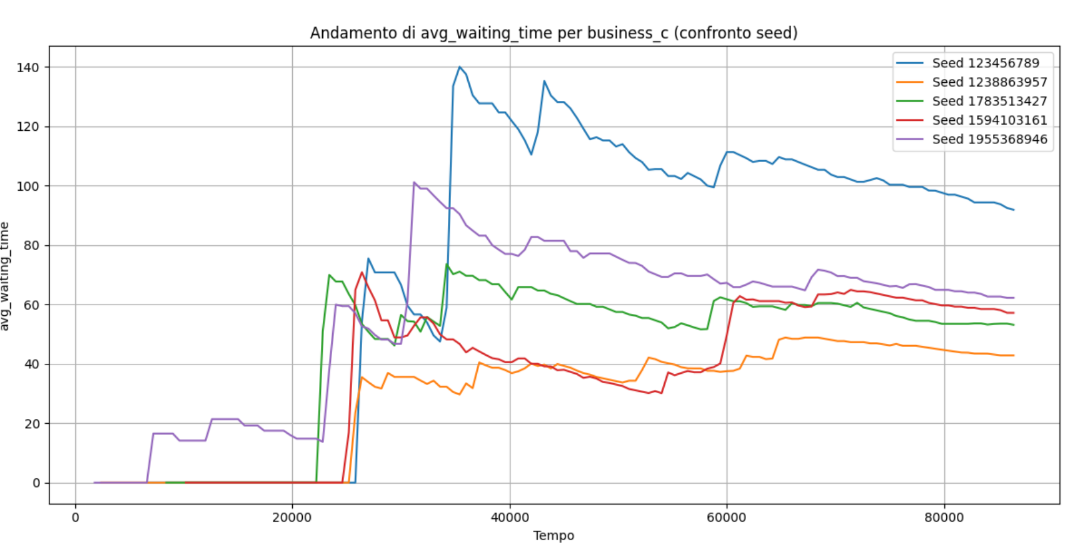 Andamento di avg_waiting_time per business_c (confronto seed)
140
120
100
80
60
40
20
0
avg_waiting_time
Seed 123456789
Seed 1238863957
Seed 1783513427
Seed 1594103161
Seed 1955368946
0 20000 40000 60000 80000
Tempo